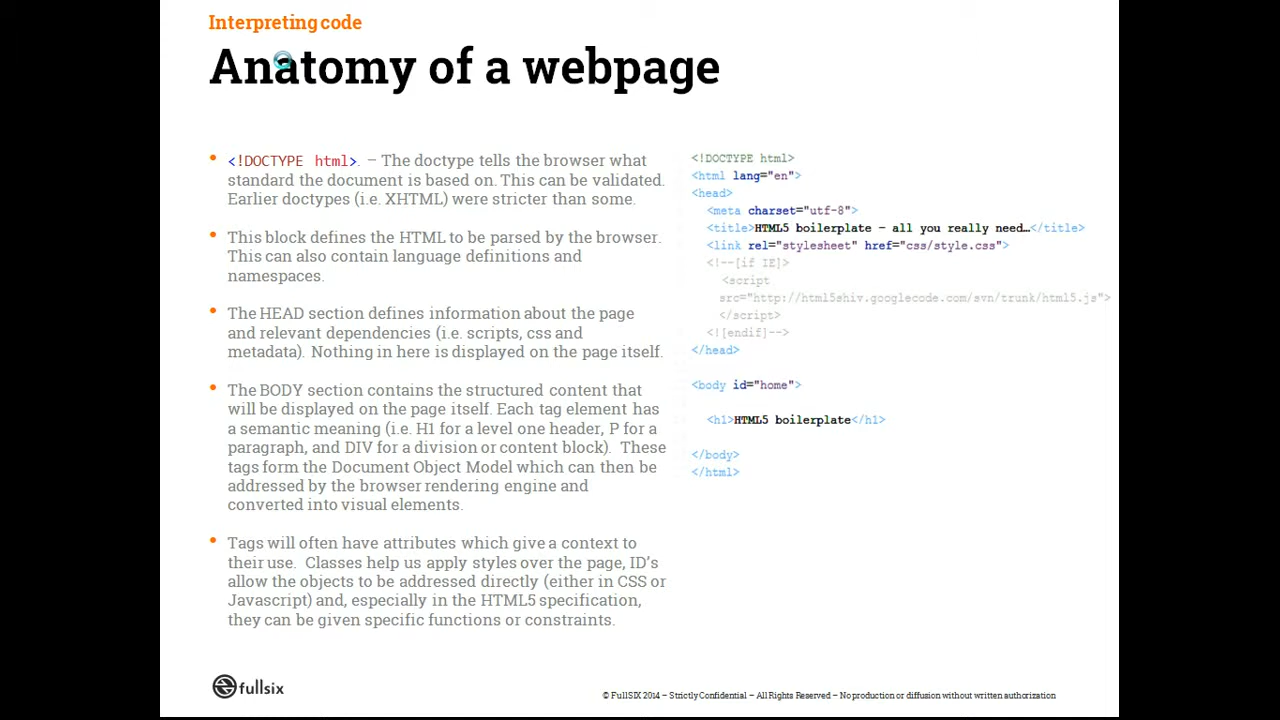 Interpreting code
Anatomy of a webpage
• <!DOCTYPE html>. – The doctype tells the browser what
standard the document is based on. This can be validated.
Earlier doctypes (i.e. XHTML) were stricter than some.
• This block defines the HTML to be parsed by the browser.
This can also contain language definitions and
namespaces.
• The HEAD section defines information about the page
and relevant dependencies (i.e. scripts, css and
metadata). Nothing in here is displayed on the page itself.
• The BODY section contains the structured content that
will be displayed on the page itself. Each tag element has
a semantic meaning (i.e. H1 for a level one header, P for a
paragraph, and DIV for a division or content block). These
tags form the Document Object Model which can then be
addressed by the browser rendering engine and
converted into visual elements.
• Tags will often have attributes which give a context to
their use. Classes help us apply styles over the page, ID's
allow the objects to be addressed directly (either in CSS or
Javascript) and, especially in the HTML5 specification,
they can be given specific functions or constraints.
<!DOCTYPE html>
<html lang="en">
<head>
<meta charset="utf-8">
<title>HTML5 boilerplate – all you really need…</title>
<link rel="stylesheet" href="css/style.css">
<!--[if IE]>
<script
src="http://html5shiv.googlecode.com/svn/trunk/html5.js">
</script>
<![endif]-->
</head>
<body id="home">
<h1>HTML5 boilerplate</h1>
</body>
</html>
fullsix
© FullSIX 2014 – Strictly Confidential – All Rights Reserved – No production or diffusion without written authorization